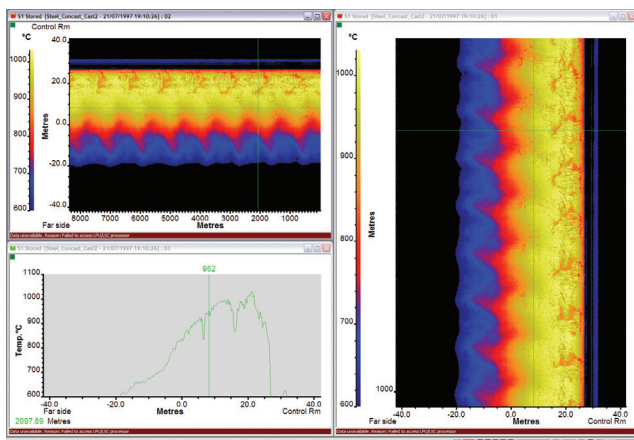 S1 Stored [Steel_Concast_Cast2 - 21/07/1997 19:10:26] : D2
Control Rm
°C
40.0
1000
20.0
900
Metres
0.0
800
-20.0
700
-40.0
600
8000 7000 6000 5000 4000 3000 2000 1000
Far side
Metres
Data unavailable. Reason: Failed to access LPU/LSC processor
S1 Stored [Steel_Concast_Cast2 - 21/07/1997 19:10:26] : D3
952
1100
1000
900
Temp.°C
800
700
600
-40.0 -20.0 0.0 20.0 40.0
Far side
Metres
Control Rm
2097.89 Metres
Data unavailable. Reason: Failed to access LPU/LSC processor
S1 Stored [Steel_Concast_Cast2 - 21/07/1997 19:10:26] : D1
°C
1000
900
Metres
800
700
1000
600
-40.0 -20.0 0.0 20.0 40.0
Far side
Metres
Control Rm
Data unavailable. Reason: Failed to access LPU/LSC processor